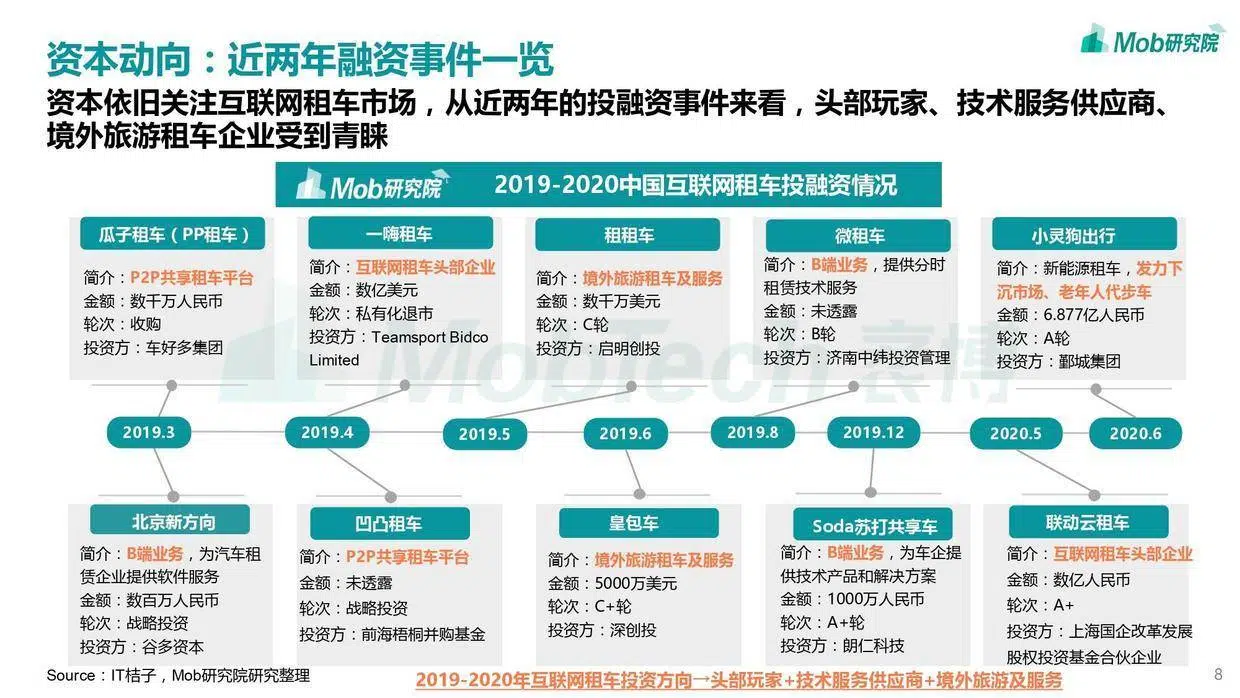 资本动向：近两年融资事件一览
Mob研究院
资本依旧关注互联网租车市场，从近两年的投融资事件来看，头部玩家、技术服务供应商、
境外旅游租车企业受到青睐
Mob研究院
2019-2020中国互联网租车投融资情况
瓜子租车（PP租车）
简介：P2P共享租车平台
金额：数千万人民币
轮次：收购
投资方：车好多集团
一嗨租车
简介：互联网租车头部企业
金额：数亿美元
轮次：私有化退市
投资方：Teamsport Bidco
Limited
租租车
简介：境外旅游租车及服务
金额：数千万美元
轮次：C轮
投资方：启明创投
微租车
简介：B端业务，提供分时
租赁技术服务
金额：未透露
轮次：B轮
投资方：济南中纬投资管理
小灵狗出行
简介：新能源租车，发力下
沉市场、老年人代步车
金额：6.877亿人民币
轮次：A轮
投资方：鄞城集团
MobTech 袤博
2019.3
2019.4
2019.5
2019.6
2019.8
2019.12
2020.5
2020.6
北京新方向
简介：B端业务，为汽车租
赁企业提供软件服务
金额：数百万人民币
轮次：战略投资
投资方：谷多资本
凹凸租车
简介：P2P共享租车平台
金额：未透露
轮次：战略投资
投资方：前海梧桐并购基金
皇包车
简介：境外旅游租车及服务
金额：5000万美元
轮次：C+轮
投资方：深创投
Soda苏打共享车
简介：B端业务，为车企提
供技术产品和解决方案
金额：1000万人民币
轮次：A+轮
投资方：朗仁科技
联动云租车
简介：互联网租车头部企业
金额：数亿人民币
轮次：A+
投资方：上海国企改革发展
股权投资基金合伙企业
Source：IT桔子，Mob研究院研究整理
2019-2020年互联网租车投资方向→头部玩家+技术服务供应商+境外旅游及服务
8